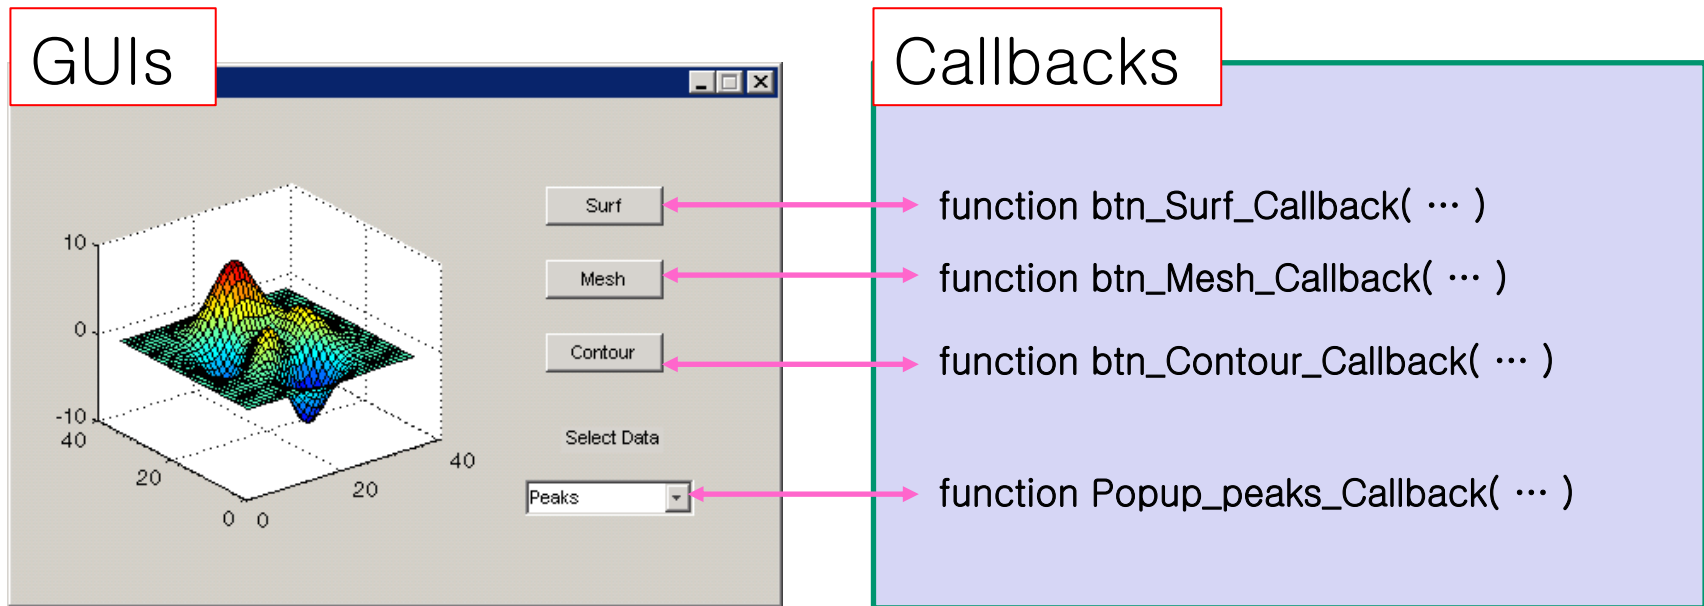 GUIs
Callbacks
Surf
function btn_Surf_Callback( ⋯ )
Mesh
function btn_Mesh_Callback( ⋯ )
Contour
function btn_Contour_Callback( ⋯ )
Select Data
Peaks
function Popup_peaks_Callback( ⋯ )
10
0
-10
40
20
0
0
20
40